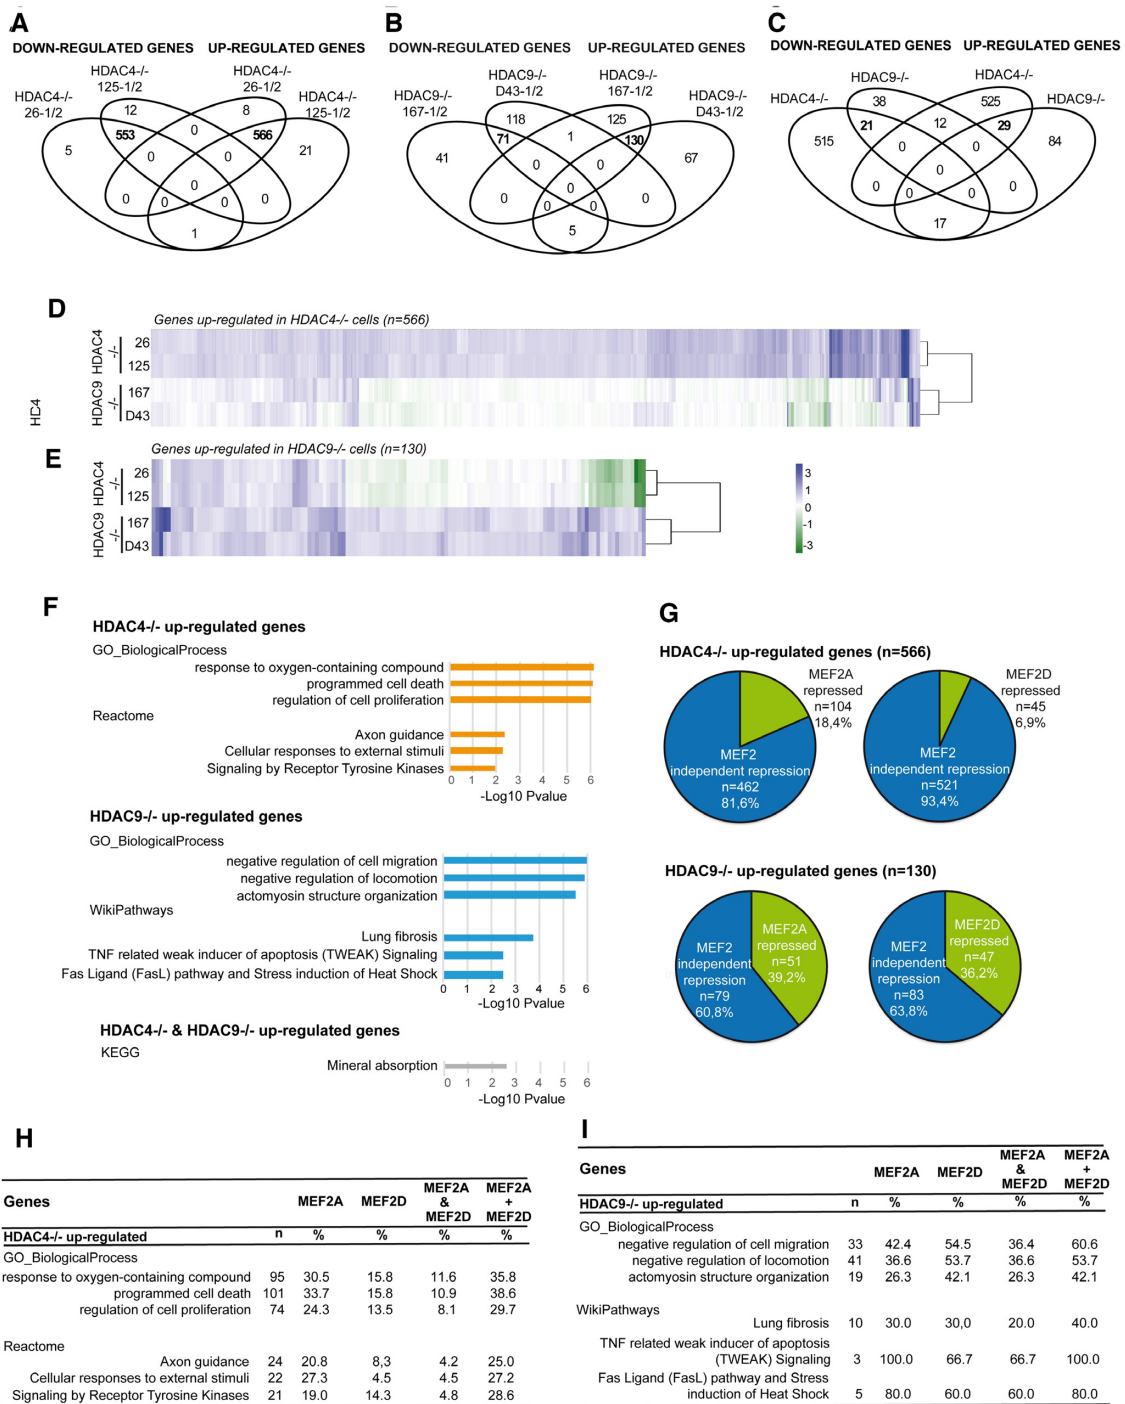 A
DOWN-REGULATED GENES UP-REGULATED GENES
HDAC4-/-
125-1/2
HDAC4-/-
26-1/2
HDAC4-/-
26-1/2
HDAC4-/-
125-1/2
12 0 8
553 566
5 0 0 21
0
0 0 0 0
1
B
DOWN-REGULATED GENES UP-REGULATED GENES
HDAC9-/-
D43-1/2
HDAC9-/-
167-1/2
HDAC9-/-
167-1/2
HDAC9-/-
D43-1/2
118 1 125
71 130
41 0 0 67
0
0 0 0 0
5
C
DOWN-REGULATED GENES UP-REGULATED GENES
HDAC9-/- HDAC4-/-
HDAC4-/- HDAC9-/-
38 525
21 12 29
515 0 0 84
0
0 0 0 0
17
D
Genes up-regulated in HDAC4-/- cells (n=566)
HDAC4
-/-
26
125
HDAC9
-/-
167
D43
HC4
E
Genes up-regulated in HDAC9-/- cells (n=130)
HDAC4
-/-
26
125
HDAC9
-/-
167
D43
3
1
0
-1
-3
F
HDAC4-/- up-regulated genes
GO_BiologicalProcess
response to oxygen-containing compound
programmed cell death
regulation of cell proliferation
Reactome
Axon guidance
Cellular responses to external stimuli
Signaling by Receptor Tyrosine Kinases
0 1 2 3 4 5 6
-Log10 Pvalue
HDAC9-/- up-regulated genes
GO_BiologicalProcess
negative regulation of cell migration
negative regulation of locomotion
actomyosin structure organization
WikiPathways
Lung fibrosis
TNF related weak inducer of apoptosis (TWEAK) Signaling
Fas Ligand (FasL) pathway and Stress induction of Heat Shock
0 1 2 3 4 5 6
-Log10 Pvalue
HDAC4-/- & HDAC9-/- up-regulated genes
KEGG
Mineral absorption
0 1 2 3 4 5 6
-Log10 Pvalue
G
HDAC4-/- up-regulated genes (n=566)
MEF2A
repressed
n=104
18,4%
MEF2
independent repression
n=462
81,6%
MEF2D
repressed
n=45
6,9%
MEF2
independent repression
n=521
93,4%
HDAC9-/- up-regulated genes (n=130)
MEF2A
repressed
n=51
39,2%
MEF2
independent
repression
n=79
60,8%
MEF2D
repressed
n=47
36,2%
MEF2
independent
repression
n=83
63,8%
H
Genes MEF2A MEF2D MEF2A & MEF2D MEF2A + MEF2D
HDAC4-/- up-regulated n % % % %
GO_BiologicalProcess
response to oxygen-containing compound 95 30.5 15.8 11.6 35.8
programmed cell death 101 33.7 15.8 10.9 38.6
regulation of cell proliferation 74 24.3 13.5 8.1 29.7
Reactome
Axon guidance 24 20.8 8,3 4.2 25.0
Cellular responses to external stimuli 22 27.3 4.5 4.5 27.2
Signaling by Receptor Tyrosine Kinases 21 19.0 14.3 4.8 28.6
I
Genes MEF2A MEF2D MEF2A & MEF2D MEF2A + MEF2D
HDAC9-/- up-regulated n % % % %
GO_BiologicalProcess
negative regulation of cell migration 33 42.4 54.5 36.4 60.6
negative regulation of locomotion 41 36.6 53.7 36.6 53.7
actomyosin structure organization 19 26.3 42.1 26.3 42.1
WikiPathways
Lung fibrosis 10 30.0 30,0 20.0 40.0
TNF related weak inducer of apoptosis
(TWEAK) Signaling 3 100.0 66.7 66.7 100.0
Fas Ligand (FasL) pathway and Stress
induction of Heat Shock 5 80.0 60.0 60.0 80.0